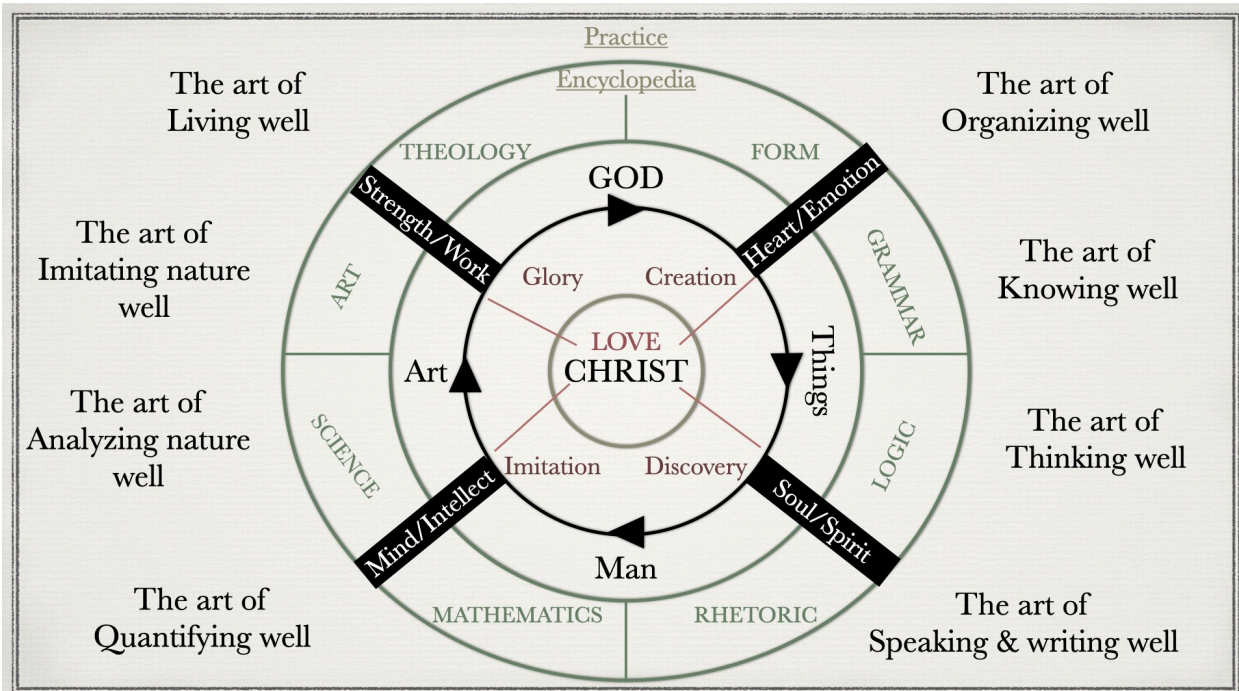 Practice
Encyclopedia
The art of
Living well
The art of
Organizing well
THEOLOGY
FORM
GOD
Strength/Work
Heart/Emotion
The art of
Imitating nature
well
ART
Glory
Creation
GRAMMAR
The art of
Knowing well
LOVE
CHRIST
Art
Things
The art of
Analyzing nature
well
SCIENCE
Imitation
Discovery
LOGIC
The art of
Thinking well
Mind/Intellect
Soul/Spirit
Man
The art of
Quantifying well
MATHEMATICS
RHETORIC
The art of
Speaking & writing well